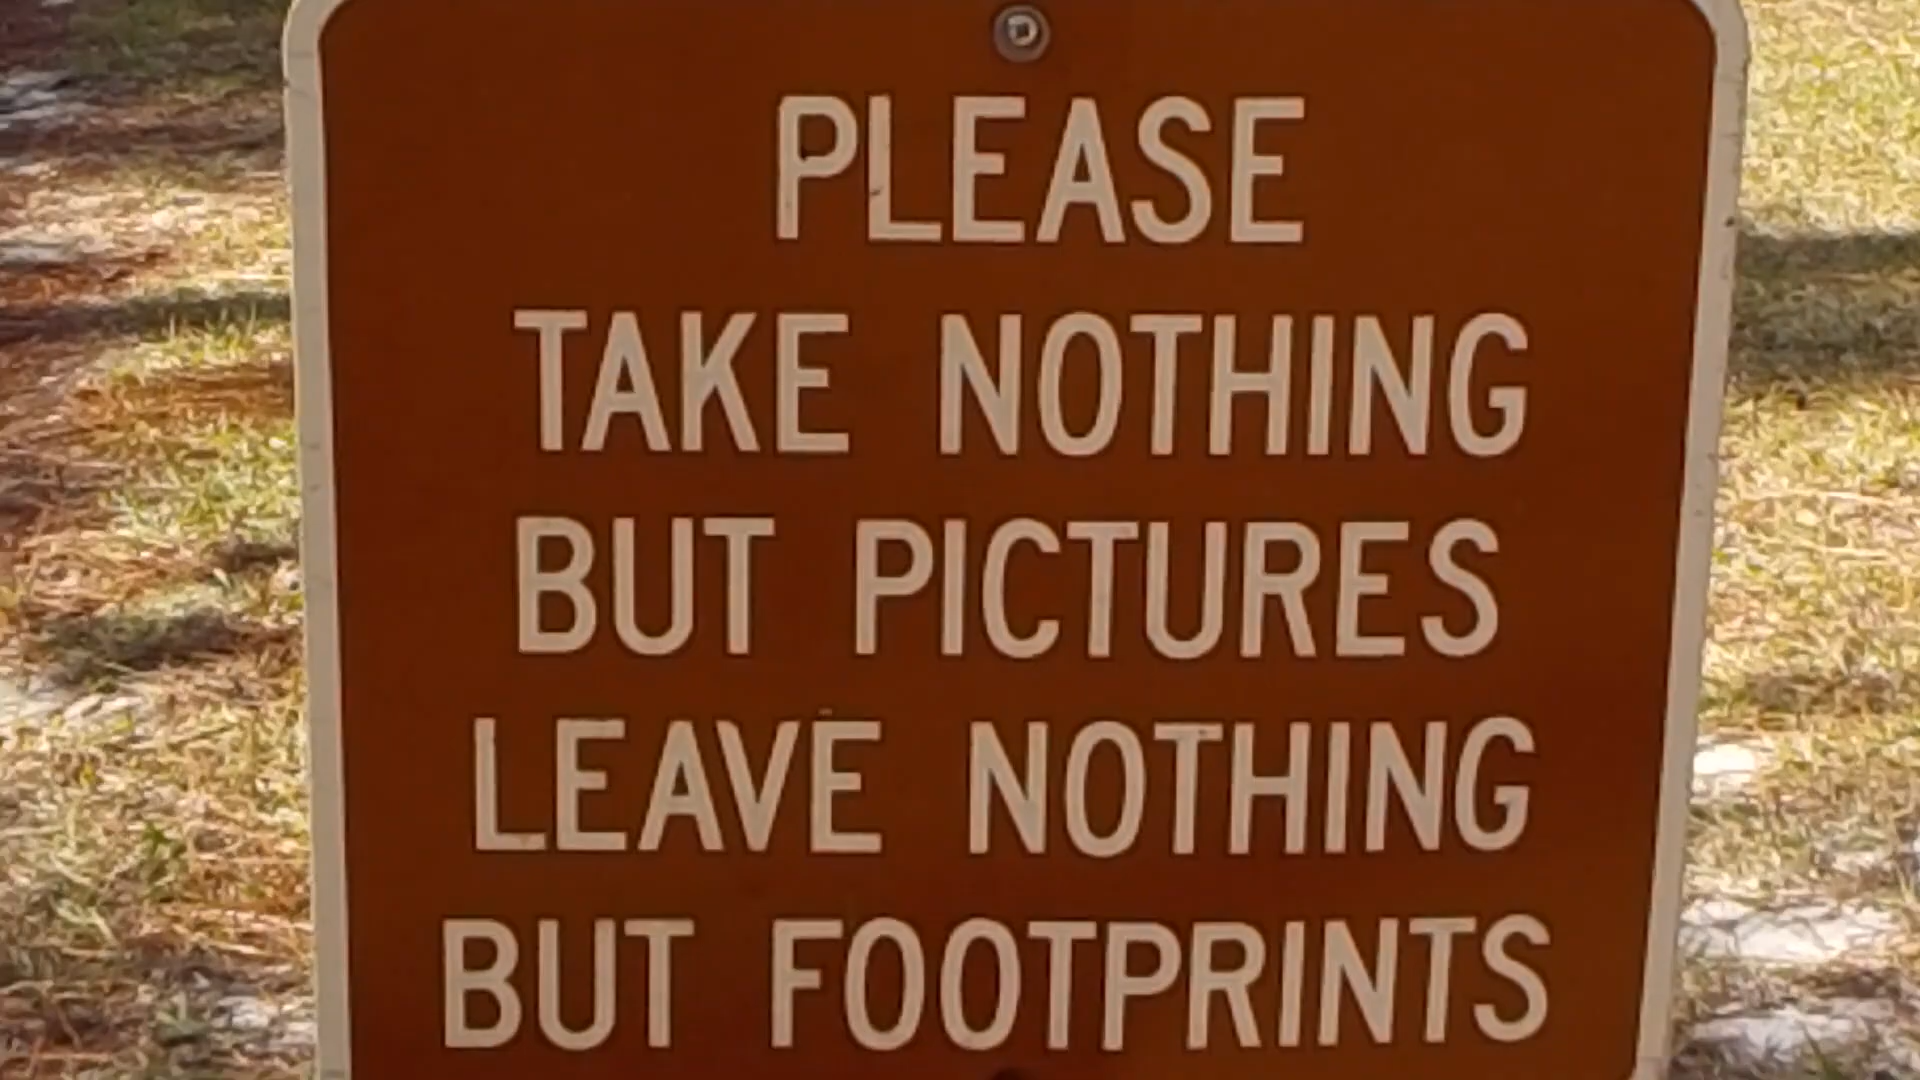 PLEASE
TAKE NOTHING
BUT PICTURES
LEAVE NOTHING
BUT FOOTPRINTS